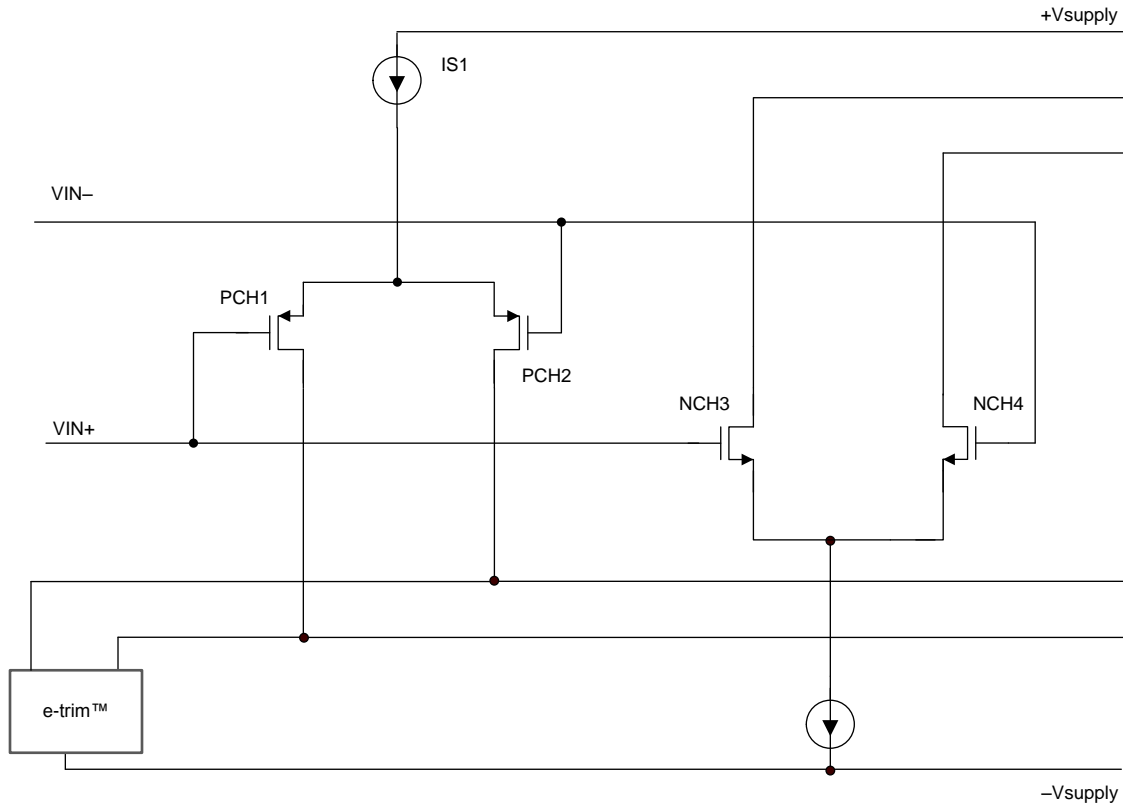 +Vsupply
IS1
VIN–
PCH1
PCH2
NCH3
NCH4
VIN+
e-trim™
–Vsupply